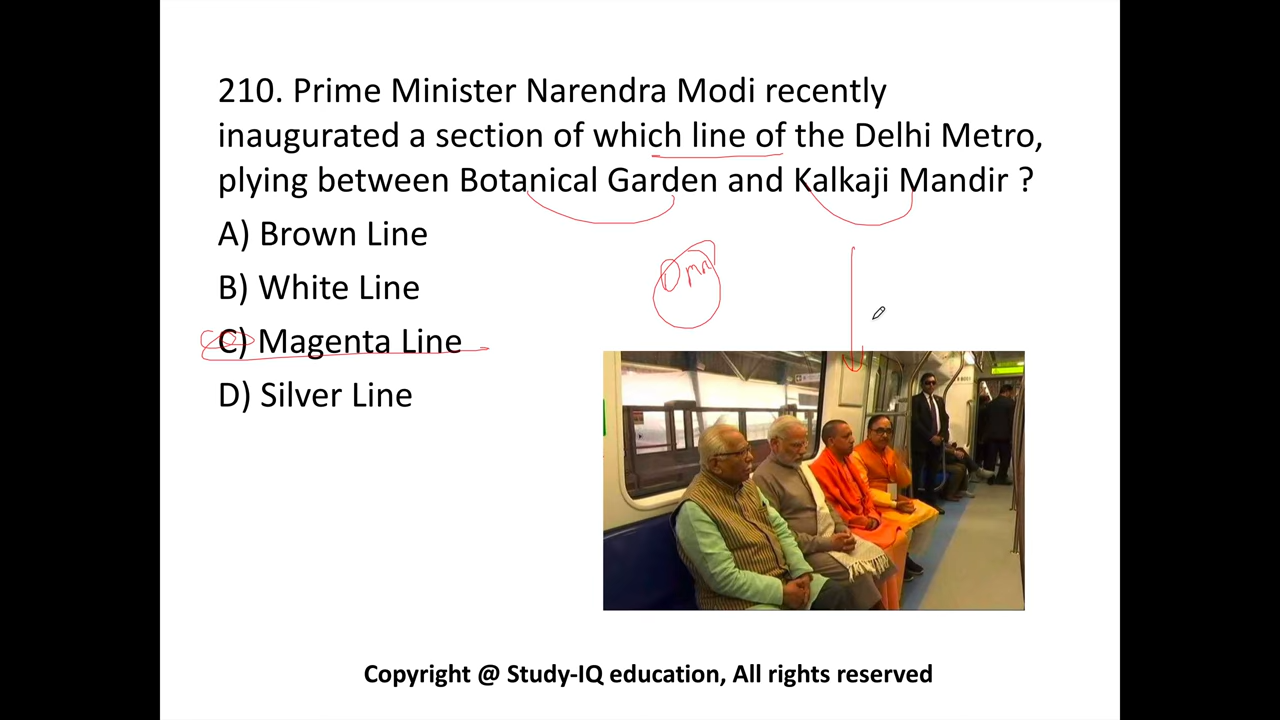 210. Prime Minister Narendra Modi recently
inaugurated a section of which line of the Delhi Metro,
plying between Botanical Garden and Kalkaji Mandir ?
A) Brown Line
B) White Line
C) Magenta Line
D) Silver Line
Copyright @ Study-IQ education, All rights reserved